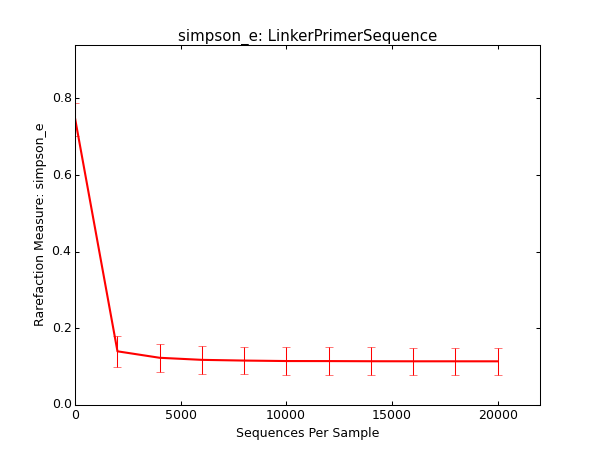 simpson_e: LinkerPrimerSequence
Rarefaction Measure: simpson_e
0.8
0.6
0.4
0.2
0.0
0 5000 10000 15000 20000
Sequences Per Sample